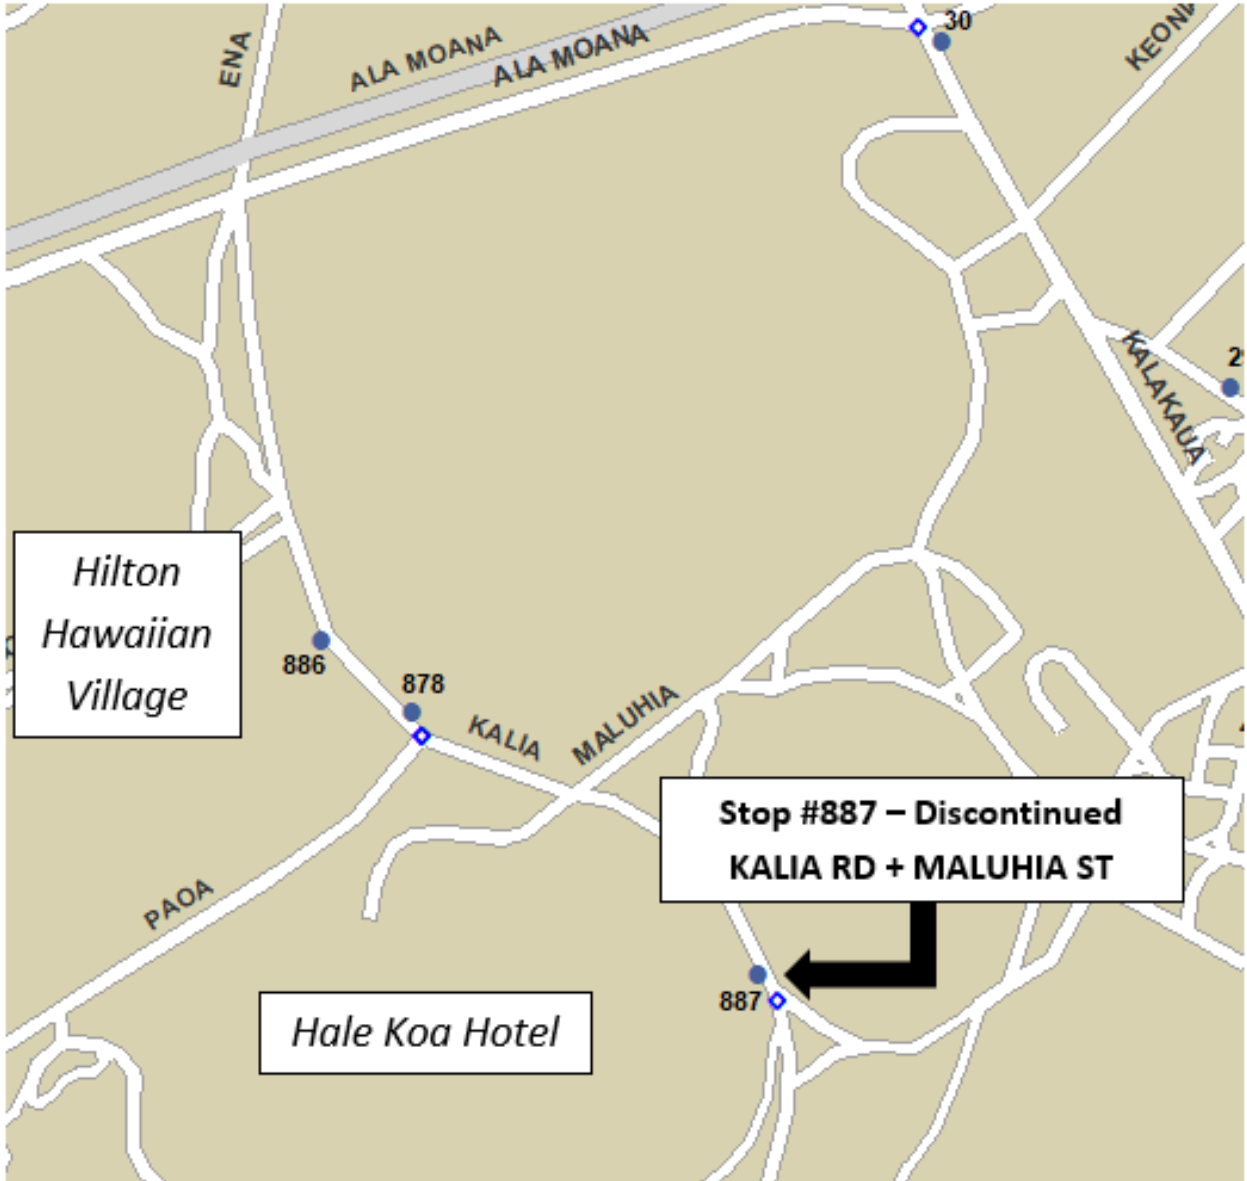 30
KEONI
ENA
ALA MOANA
ALA MOANA
KALAKAUA
Hilton
Hawaiian
Village
886
878
KALIA
MALUHIA
Stop #887 – Discontinued
KALIA RD + MALUHIA ST
PAOA
887
Hale Koa Hotel